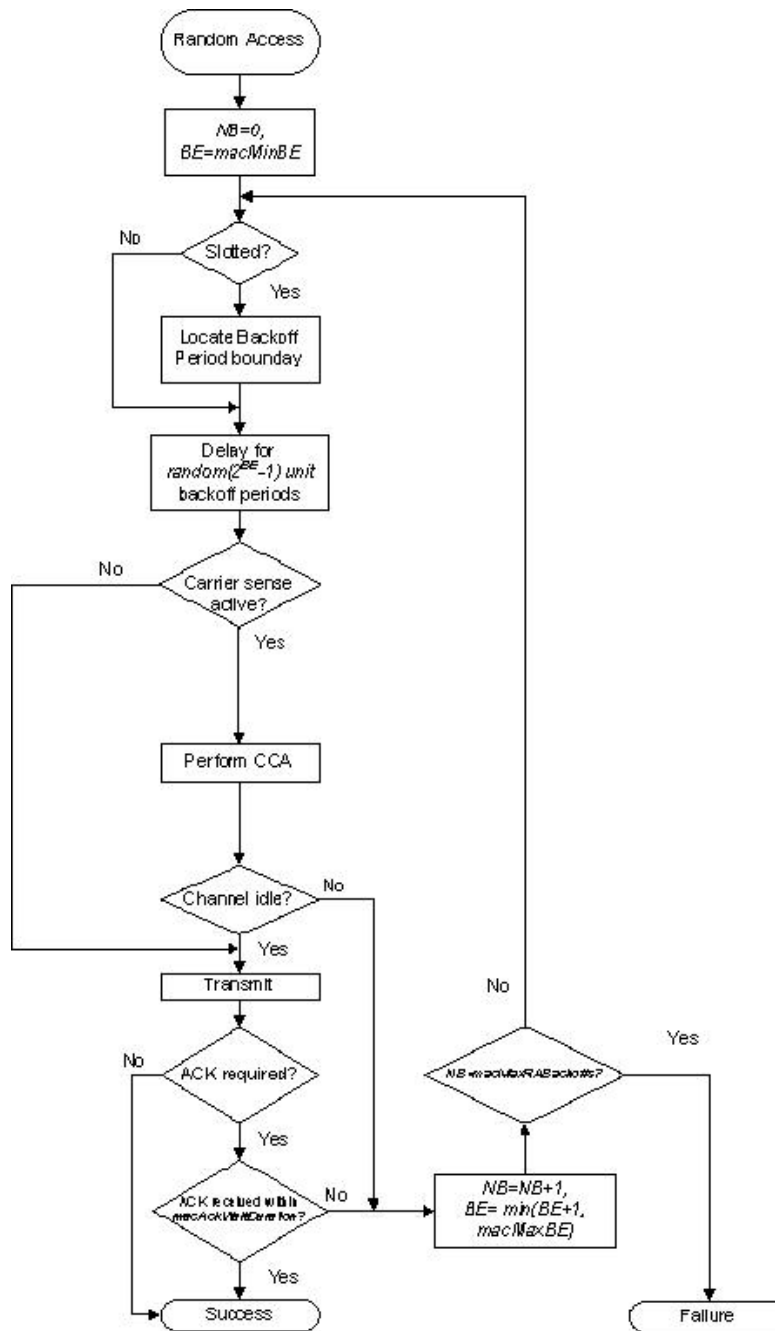 Random Access
NB=0,
BE=macMinBE
No
Slotted?
Yes
Locate Backoff
Period bounday
Delay for
random(2^BE-1) unit
backoff periods
No
Carrier sense
active?
Yes
Perform CCA
Channel idle?
No
Yes
Transmit
No
Yes
No
ACK required?
NB=macMaxRABackoffs?
Yes
ACK received within
macAckWaitDuration?
No
NB=NB+1,
BE= min(BE+1,
macMaxBE)
Yes
Success
Failure